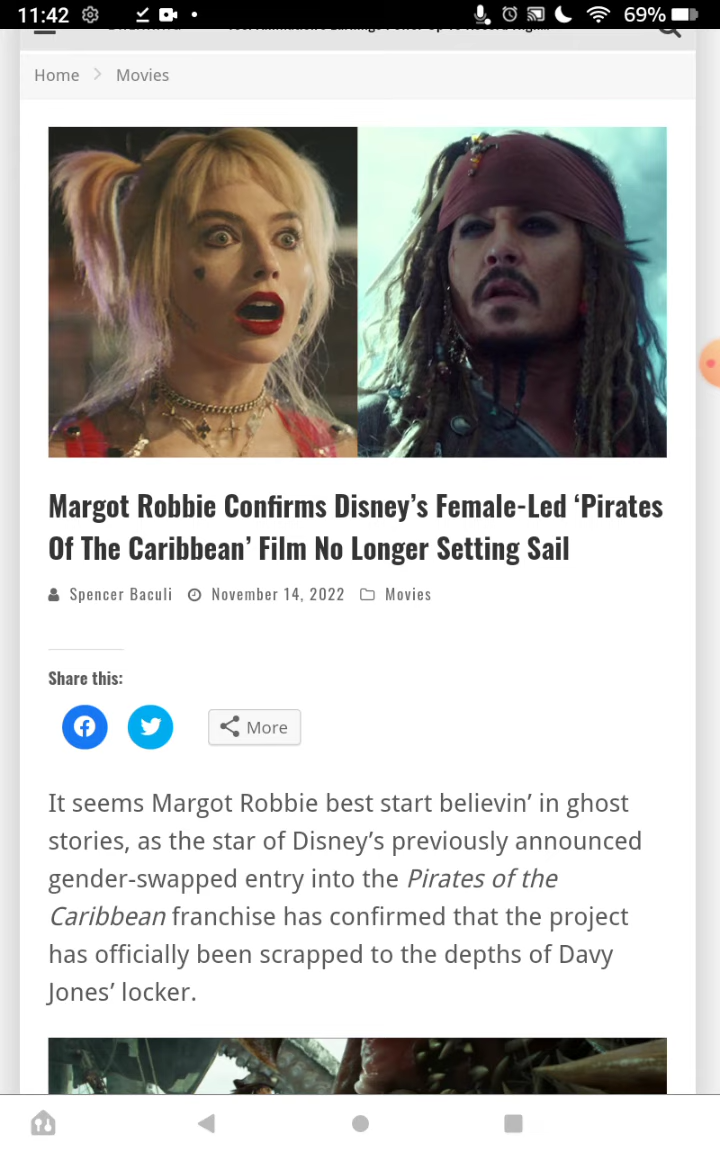 11:42
69%
Home > Movies
Margot Robbie Confirms Disney’s Female-Led ‘Pirates
Of The Caribbean’ Film No Longer Setting Sail
Spencer Baculi November 14, 2022 Movies
Share this:
More
It seems Margot Robbie best start believin’ in ghost
stories, as the star of Disney’s previously announced
gender-swapped entry into the Pirates of the
Caribbean franchise has confirmed that the project
has officially been scrapped to the depths of Davy
Jones’ locker.